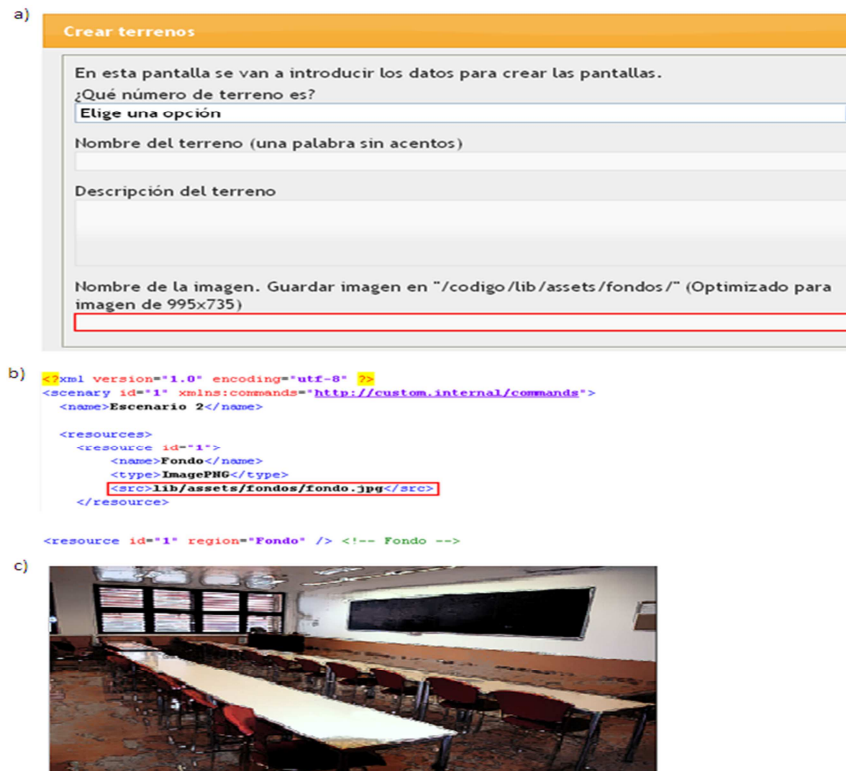 a)
Crear terrenos
En esta pantalla se van a introducir los datos para crear las pantallas.
¿Qué número de terreno es?
Elige una opción
Nombre del terreno (una palabra sin acentos)
Descripción del terreno
Nombre de la imagen. Guardar imagen en "/codigo/lib/assets/fondos/" (Optimizado para
imagen de 995x735)
b)
<?xml version="1.0" encoding="utf-8" ?>
<scenary id="1" xmlns:commands="http://custom.internal/commands">
<name>Escenario 2</name>
<resources>
<resource id="1">
<name>Fondo</name>
<type>ImagePNG</type>
<src>lib/assets/fondos/fondo.jpg</src>
</resource>
<resource id="1" region="Fondo" /> <!-- Fondo -->
c)